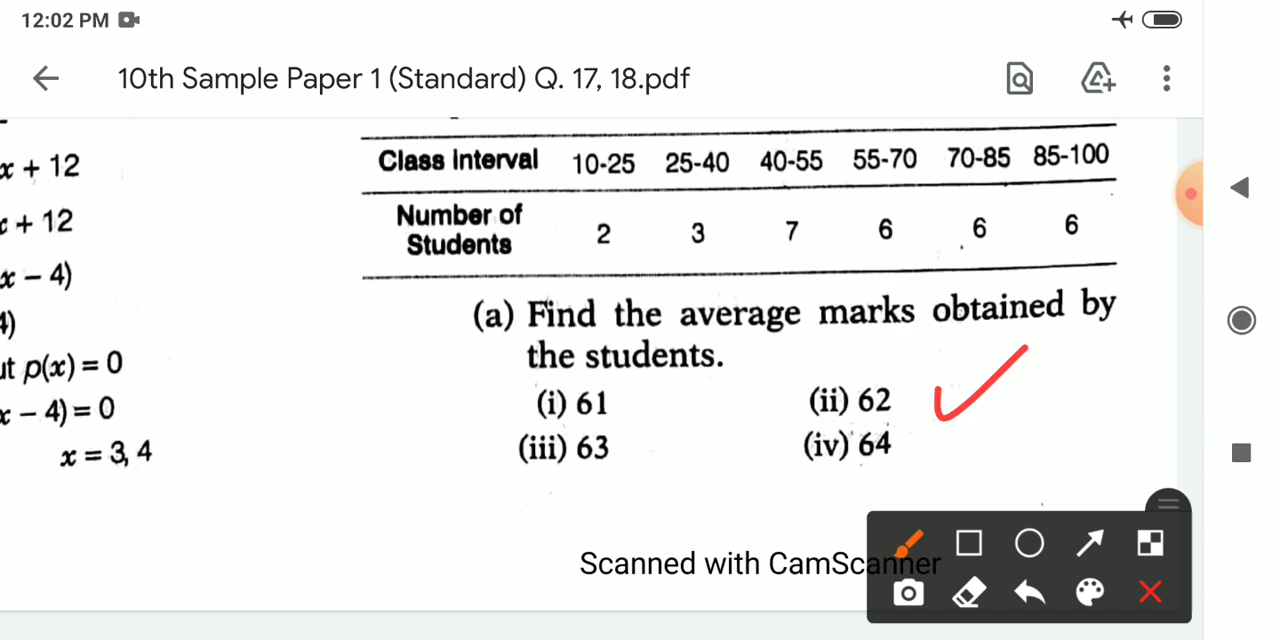 12:02 PM
10th Sample Paper 1 (Standard) Q. 17, 18.pdf
x + 12
+ 12
x – 4)
4)
ut p(x) = 0
x – 4) = 0
x = 3, 4
Class Interval 10-25 25-40 40-55 55-70 70-85 85-100
Number of
Students 2 3 7 6 6 6
(a) Find the average marks obtained by
the students.
(i) 61 (ii) 62
(iii) 63 (iv) 64
Scanned with CamScanner